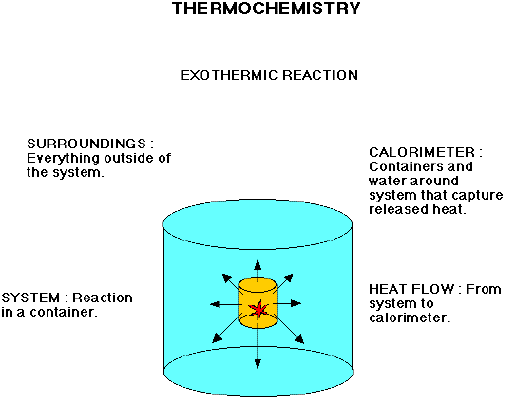 THERMOCHEMISTRY
EXOTHERMIC REACTION
SURROUNDINGS :
Everything outside of
the system.
CALORIMETER :
Containers and
water around
system that capture
released heat.
SYSTEM : Reaction
in a container.
HEAT FLOW : From
system to
calorimeter.